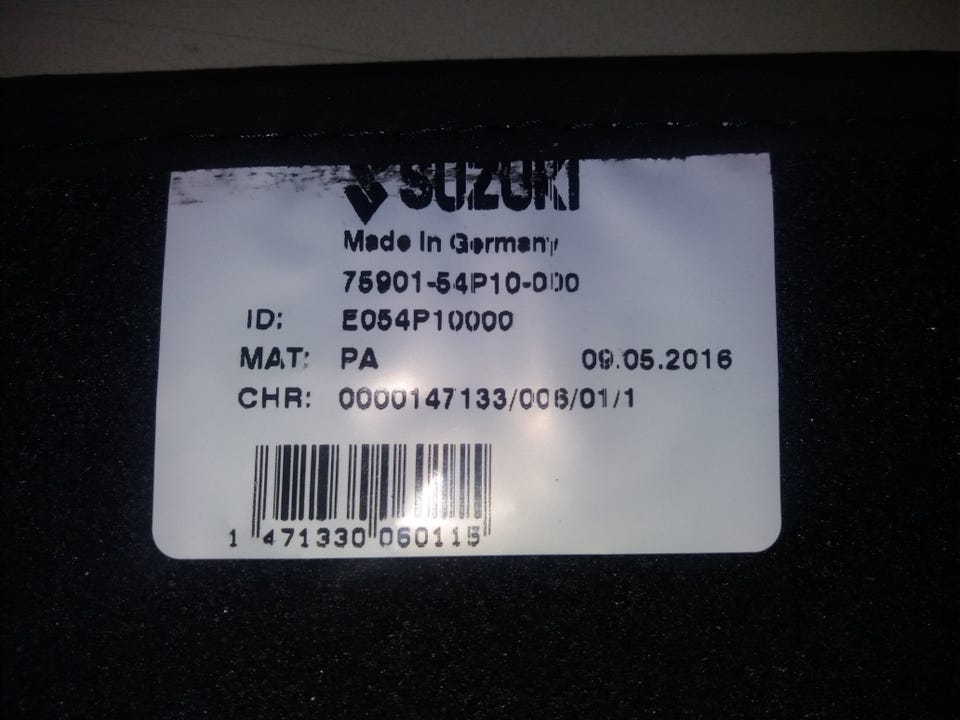 SUZUKI
Made In Germany
75901-54P10-000
ID: E054P10000
MAT: PA 09.05.2016
CHR: 0000147133/006/01/1
1 471330 060115